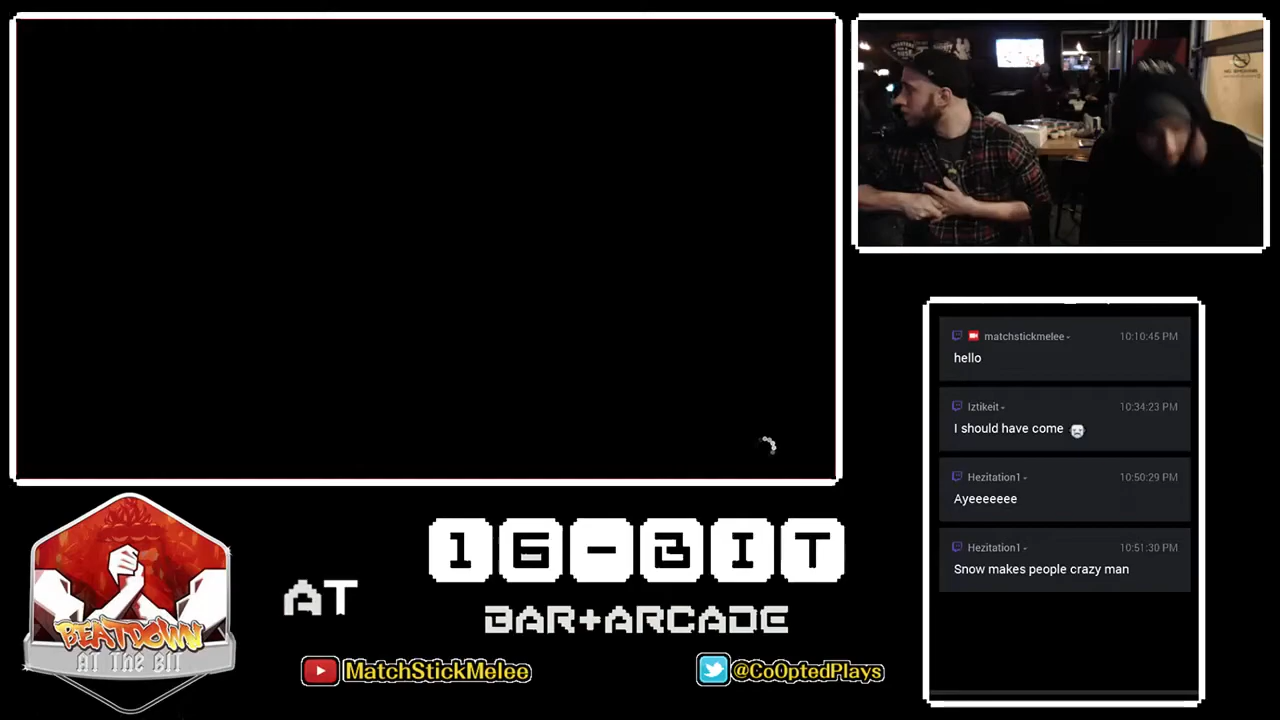 matchstickmelee
10:10:45 PM
hello
Iztikeit
10:34:23 PM
I should have come
Hezitation1
10:50:29 PM
Ayeeeeeee
Hezitation1
10:51:30 PM
Snow makes people crazy man
BEATDOWN
AT THE BIT
AT
16-BIT
BAR+ARCADE
MatchStickMelee
@CoOptedPlays